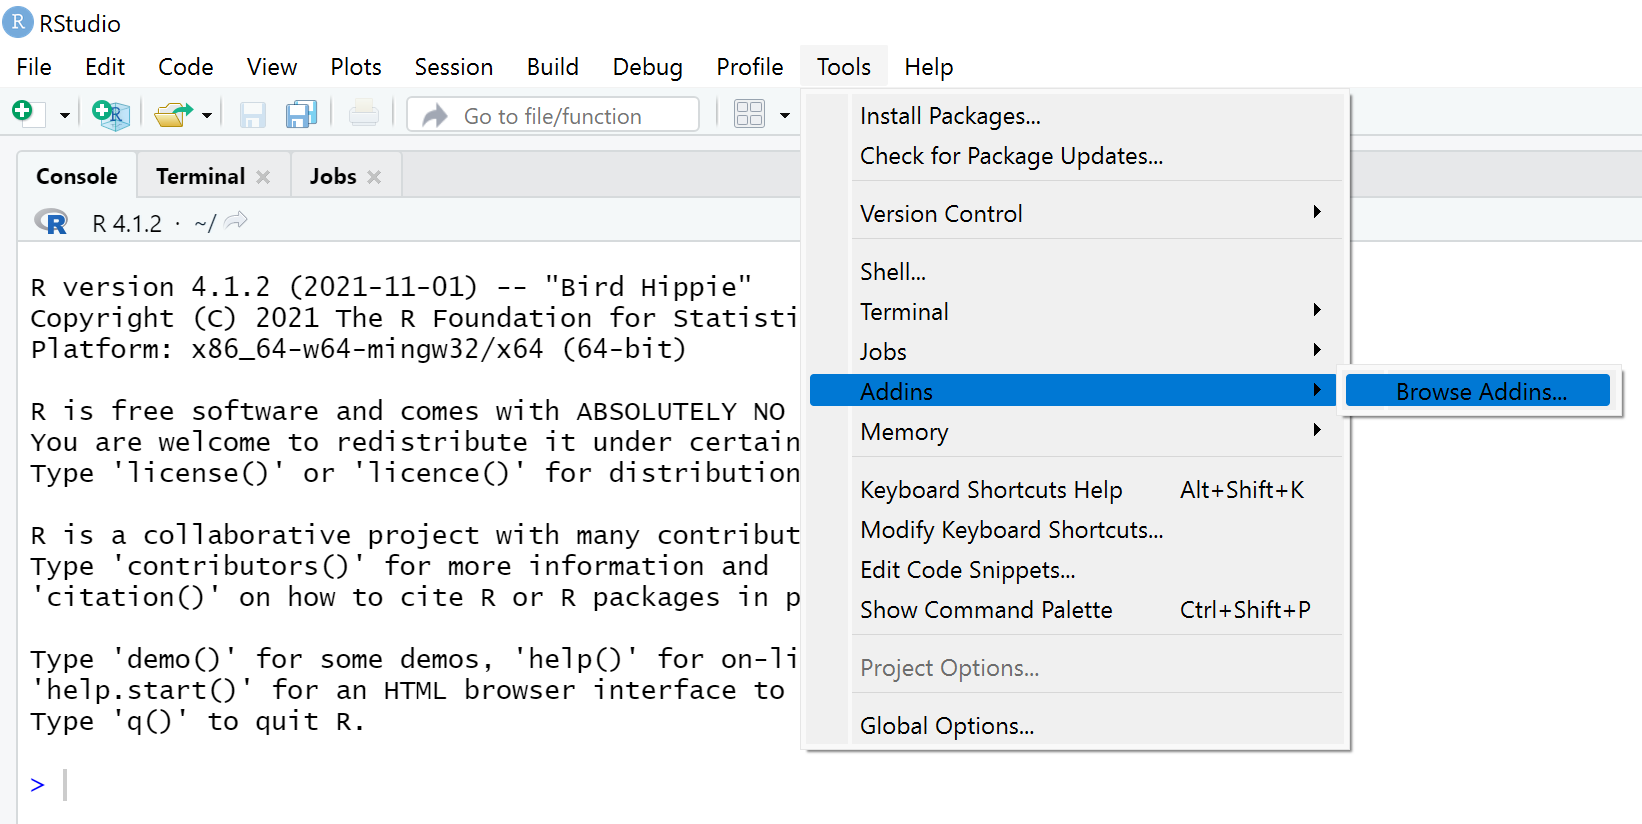 R RStudio
File Edit Code View Plots Session Build Debug Profile Tools Help
R Go to file/function
Console Terminal Jobs
R R 4.1.2 · ~/
R version 4.1.2 (2021-11-01) -- "Bird Hippie"
Copyright (C) 2021 The R Foundation for Statisti
Platform: x86_64-w64-mingw32/x64 (64-bit)
R is free software and comes with ABSOLUTELY NO
You are welcome to redistribute it under certain
Type 'license()' or 'licence()' for distribution
R is a collaborative project with many contribut
Type 'contributors()' for more information and
'citation()' on how to cite R or R packages in p
Type 'demo()' for some demos, 'help()' for on-li
'help.start()' for an HTML browser interface to
Type 'q()' to quit R.
>
Install Packages...
Check for Package Updates...
Version Control
Shell...
Terminal
Jobs
Addins
Browse Addins...
Memory
Keyboard Shortcuts Help Alt+Shift+K
Modify Keyboard Shortcuts...
Edit Code Snippets...
Show Command Palette Ctrl+Shift+P
Project Options...
Global Options...